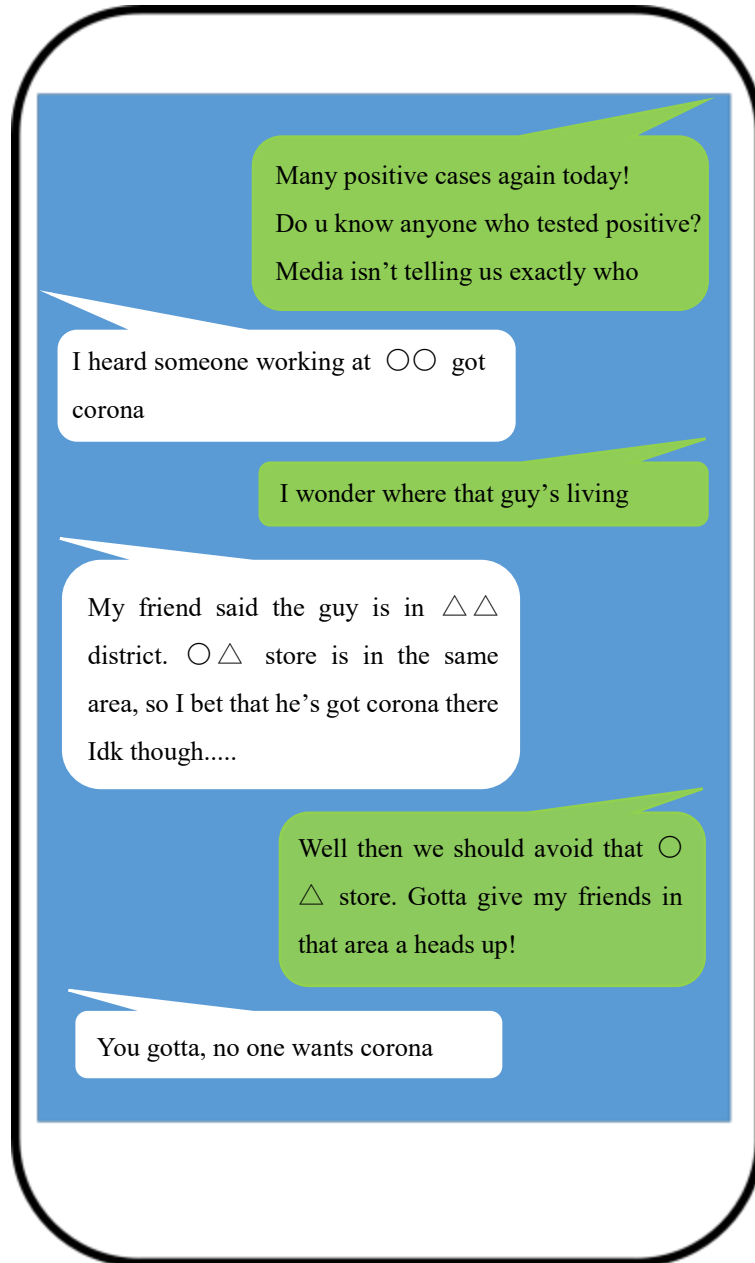 Many positive cases again today!
Do u know anyone who tested positive?
Media isn’t telling us exactly who
I heard someone working at ○○ got
corona
I wonder where that guy’s living
My friend said the guy is in △△
district. ○△ store is in the same
area, so I bet that he’s got corona there
Idk though.....
Well then we should avoid that ○
△ store. Gotta give my friends in
that area a heads up!
You gotta, no one wants corona